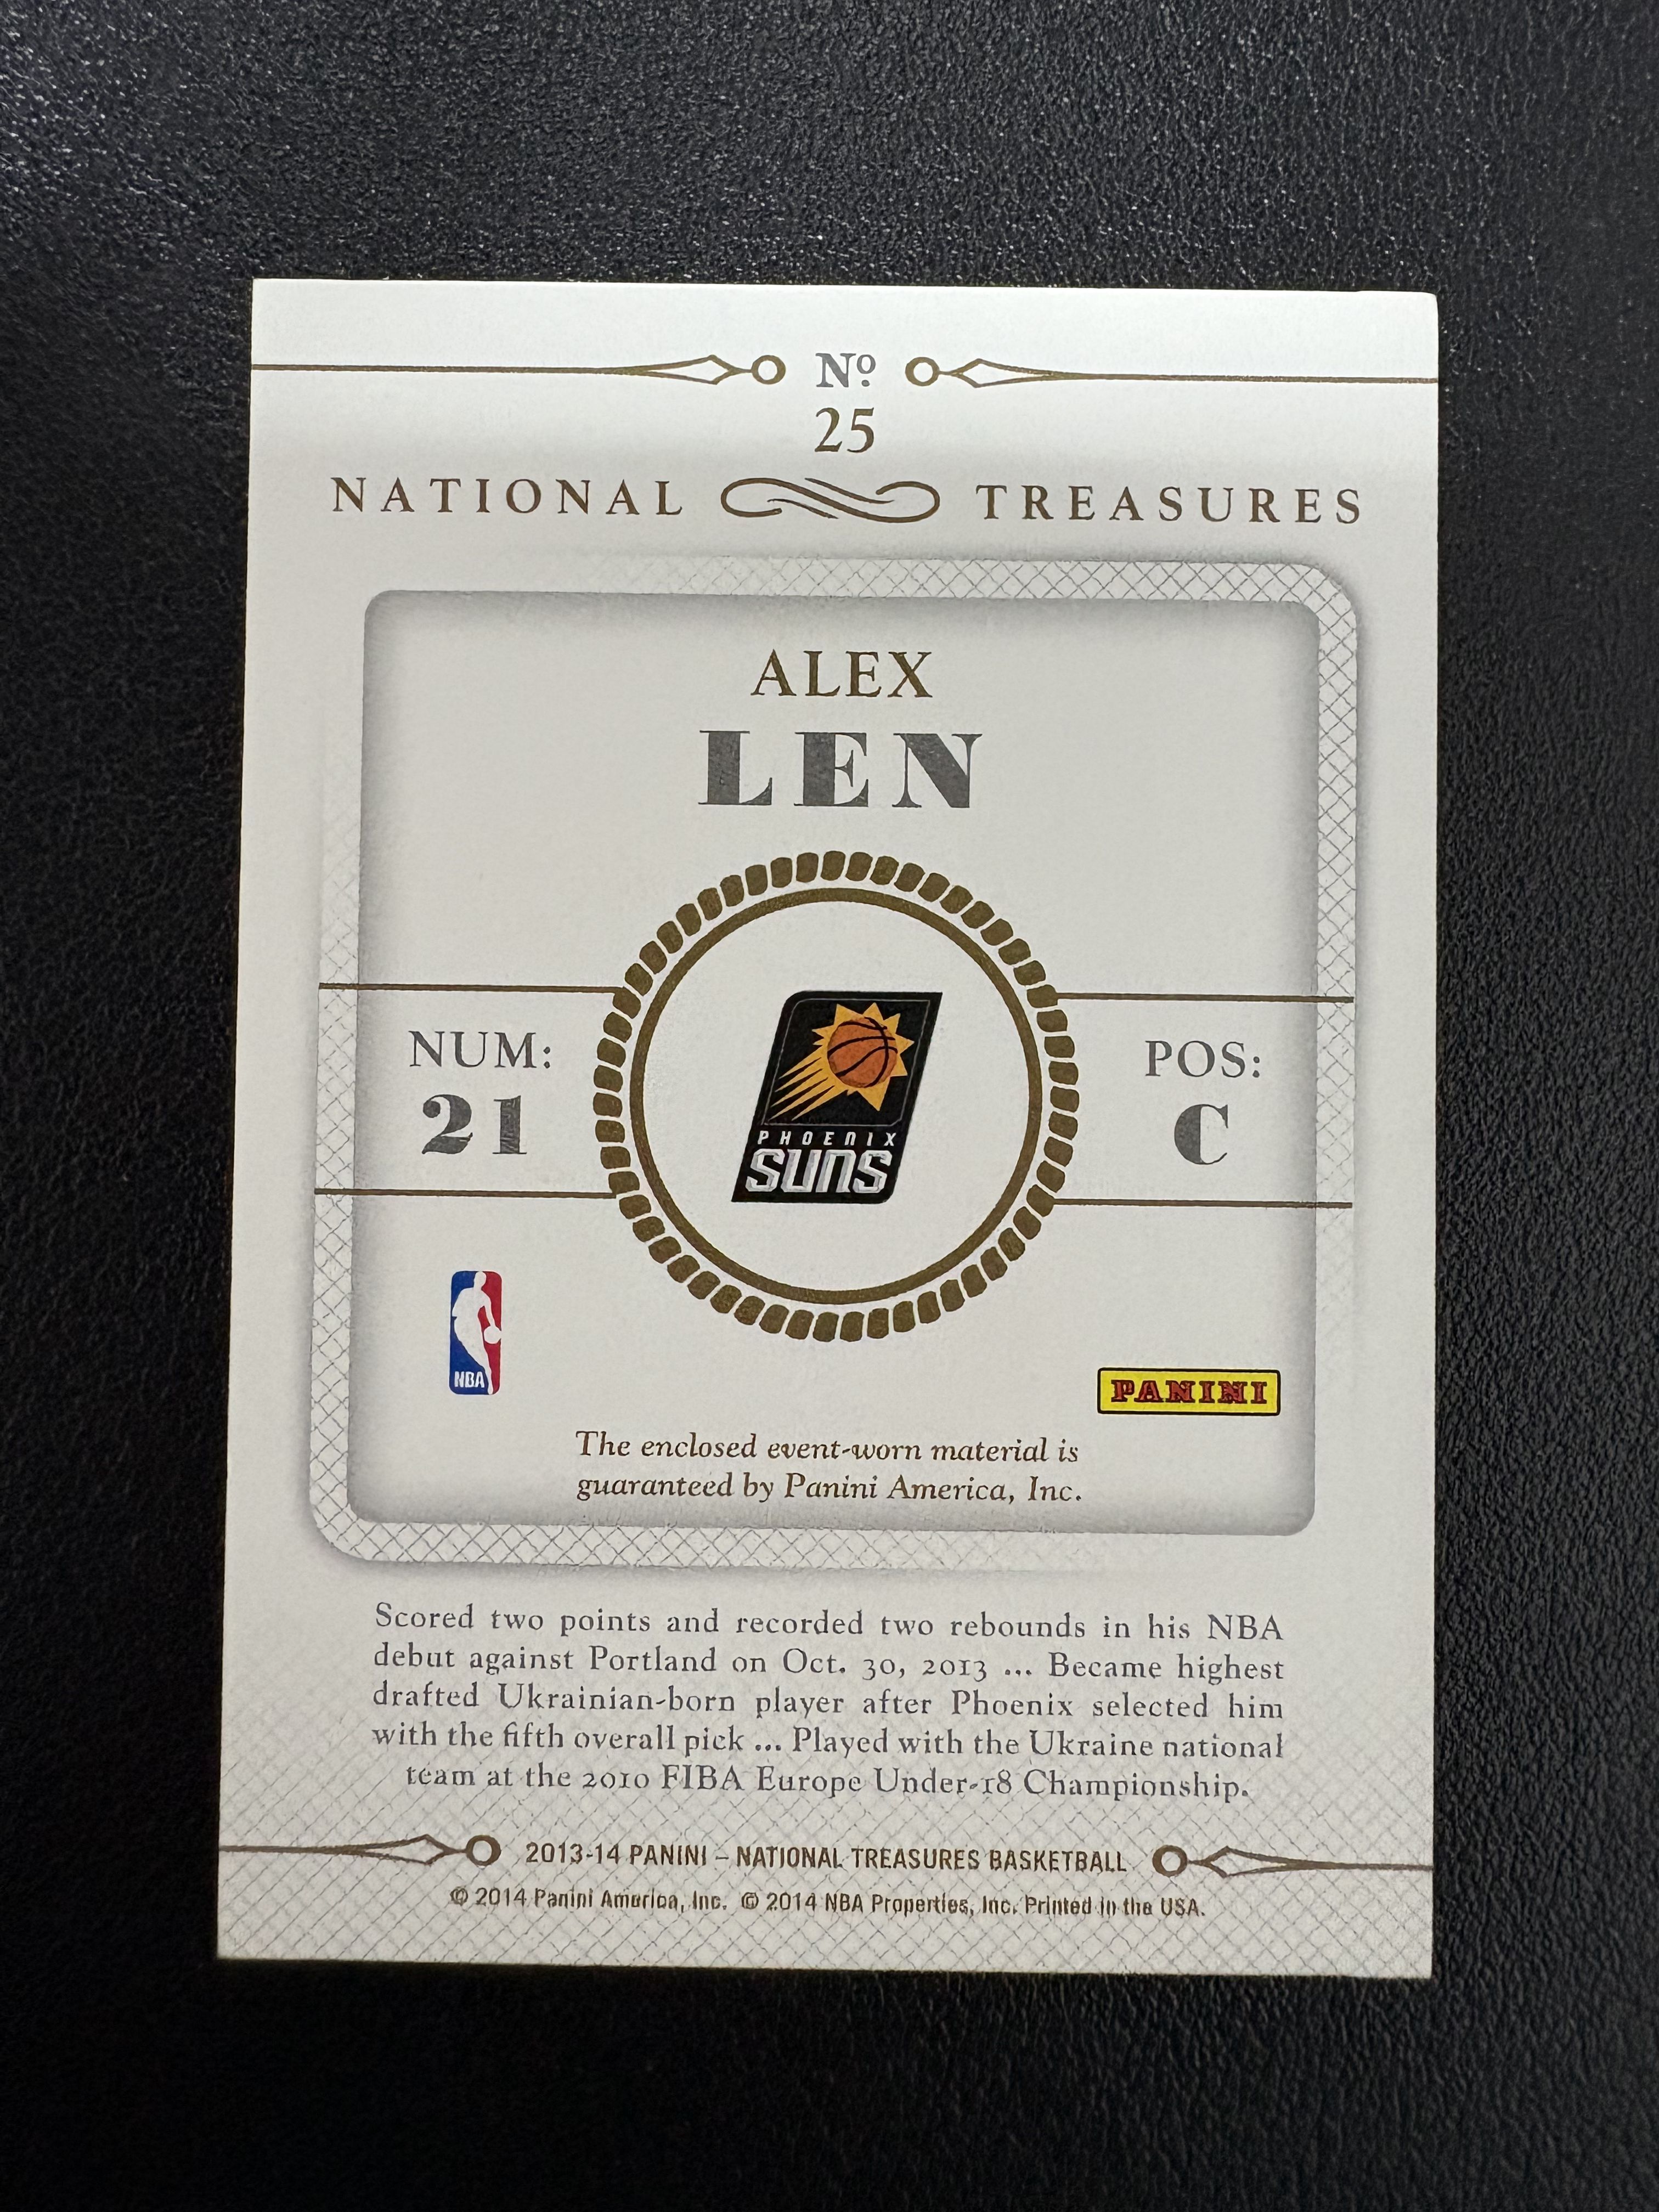 Nº
25
NATIONAL TREASURES
ALEX
LEN
NUM:
21
POS:
C
PHOENIX
SUNS
NBA
PANINI
The enclosed event-worn material is
guaranteed by Panini America, Inc.
Scored two points and recorded two rebounds in his NBA
debut against Portland on Oct. 30, 2013 ... Became highest
drafted Ukrainian-born player after Phoenix selected him
with the fifth overall pick ... Played with the Ukraine national
team at the 2010 FIBA Europe Under-18 Championship.
2013-14 PANINI – NATIONAL TREASURES BASKETBALL
© 2014 Panini America, Inc. © 2014 NBA Properties, Inc. Printed in the USA.